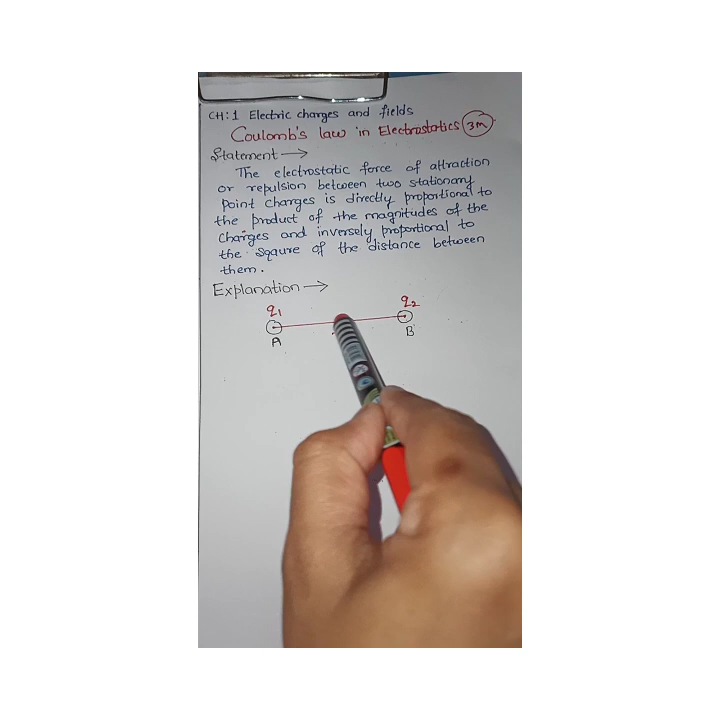 CH:1 Electric charges and fields
Coulomb's law in Electrostatics 3m
Statement →
The electrostatic force of attraction
or repulsion between two stationary
point charges is directly proportional to
the product of the magnitudes of the
charges and inversely proportional to
the sqaure of the distance between
them.
Explanation →
q1 q2
A B